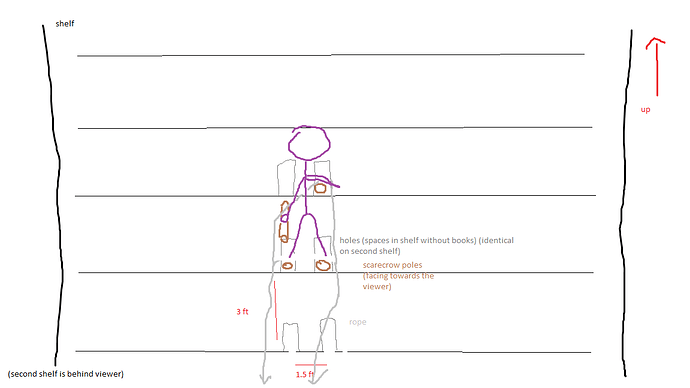 shelf
up
holes (spaces in shelf without books) (identical
on second shelf)
scarecrow poles
(facing towards the
viewer)
3 ft
rope
(second shelf is behind viewer)
1.5 ft